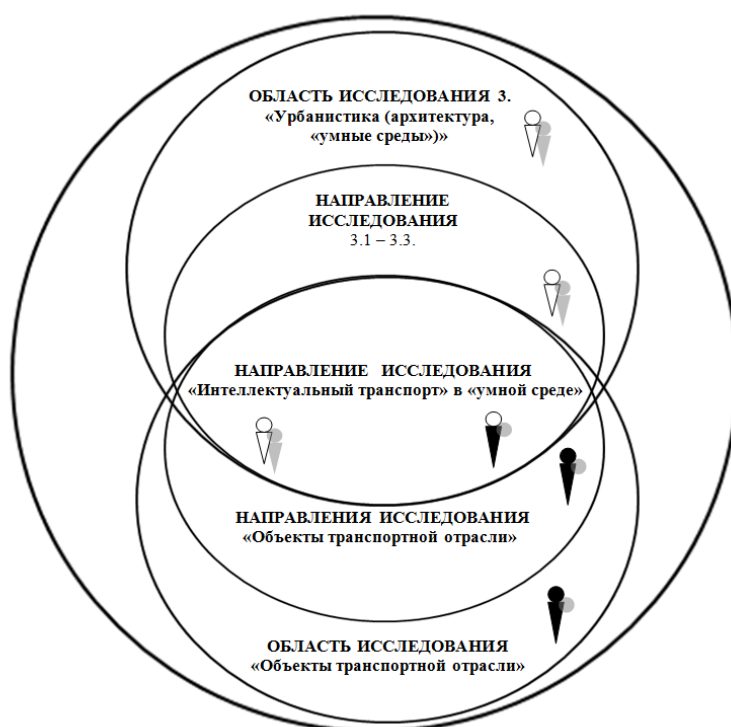 ОБЛАСТЬ ИССЛЕДОВАНИЯ 3.
«Урбанистика (архитектура,
«умные среды»)»
НАПРАВЛЕНИЕ
ИССЛЕДОВАНИЯ
3.1 – 3.3.
НАПРАВЛЕНИЕ ИССЛЕДОВАНИЯ
«Интеллектуальный транспорт» в «умной среде»
НАПРАВЛЕНИЯ ИССЛЕДОВАНИЯ
«Объекты транспортной отрасли»
ОБЛАСТЬ ИССЛЕДОВАНИЯ
«Объекты транспортной отрасли»